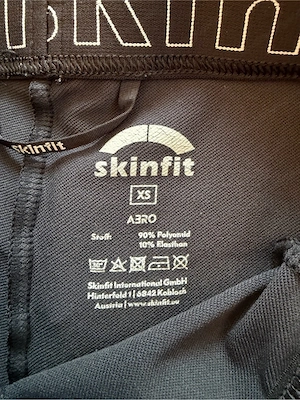 skinfit
skinfit
XS
AERO
Stoff: 90% Polyamid
10% Elasthan
Skinfit International GmbH
Hinterfeld 1 | 6842 Koblach
Austria | www.skinfit.eu